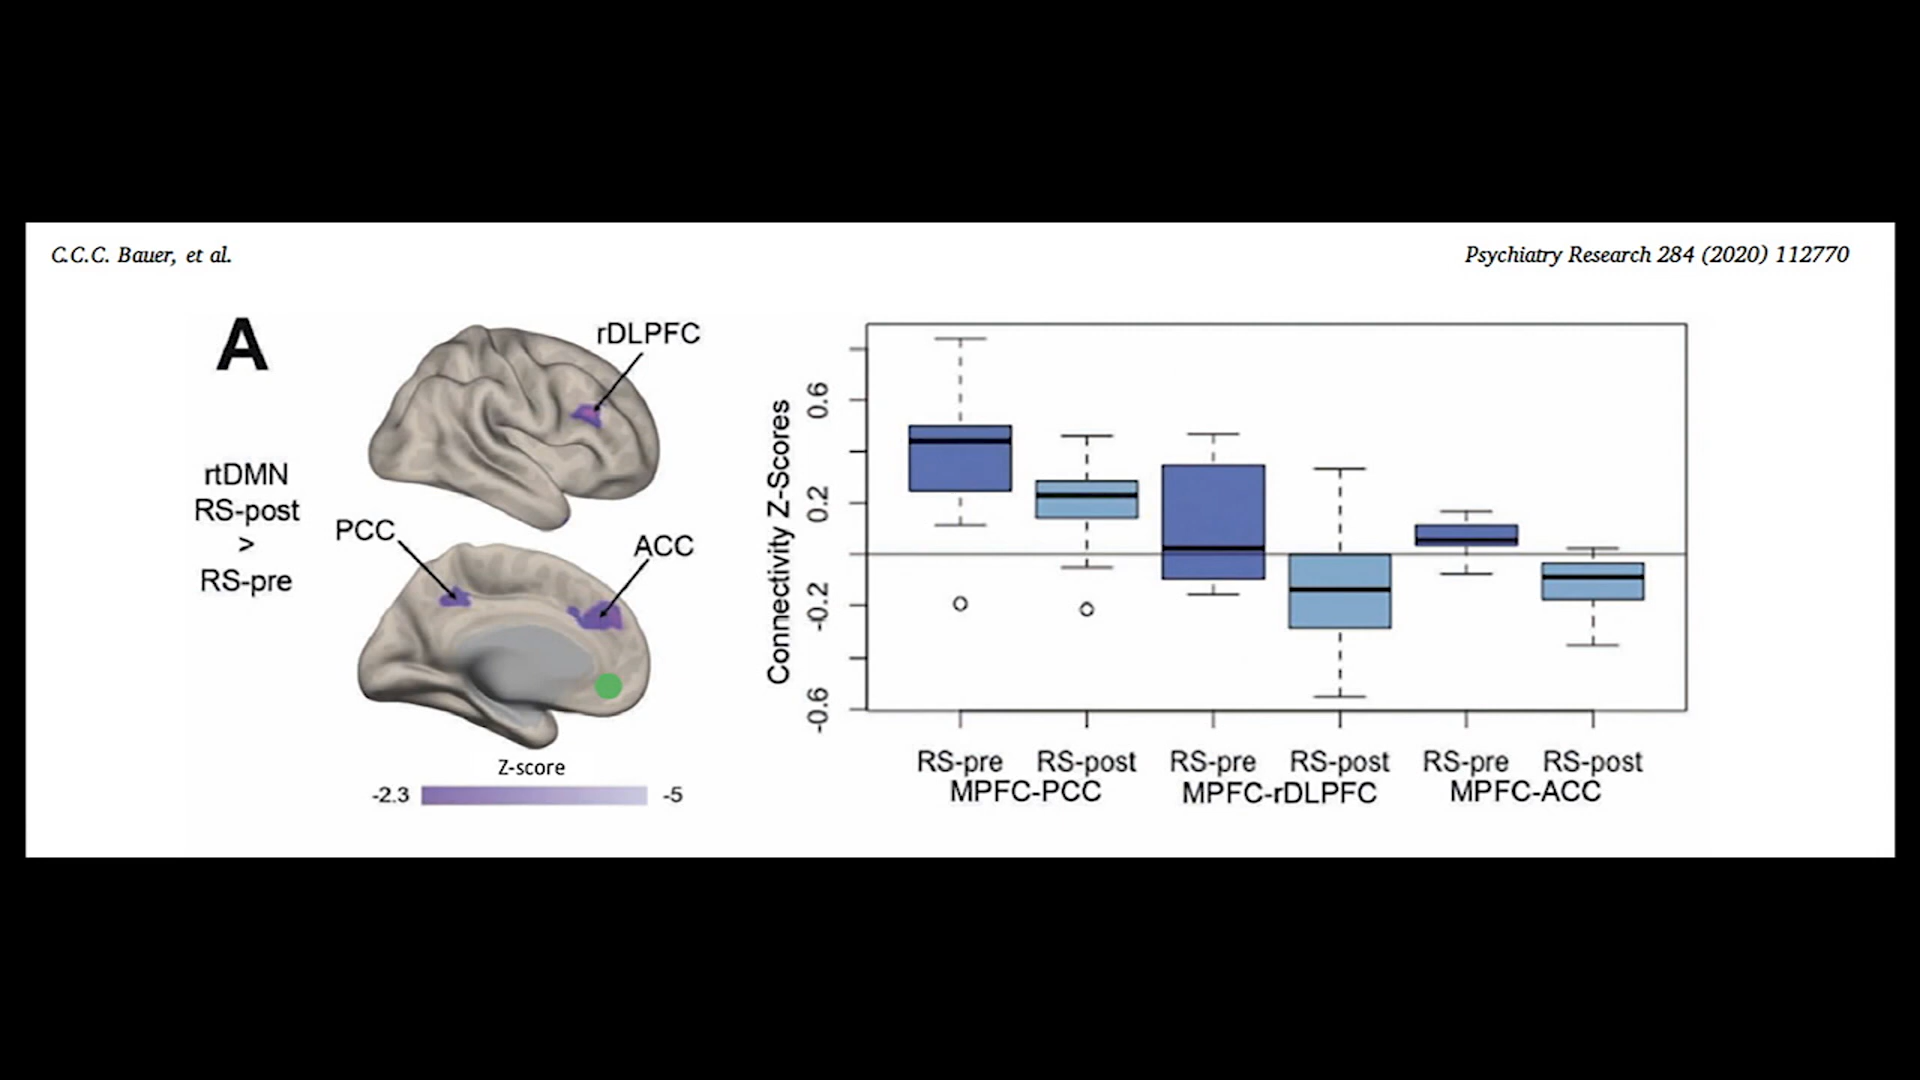 C.C.C. Bauer, et al.
Psychiatry Research 284 (2020) 112770
A
rDLPFC
rtDMN
RS-post
>
RS-pre
PCC
ACC
Z-score
-2.3
-5
Connectivity Z-Scores
0.6
0.2
-0.2
-0.6
RS-pre RS-post RS-pre RS-post RS-pre RS-post
MPFC-PCC MPFC-rDLPFC MPFC-ACC